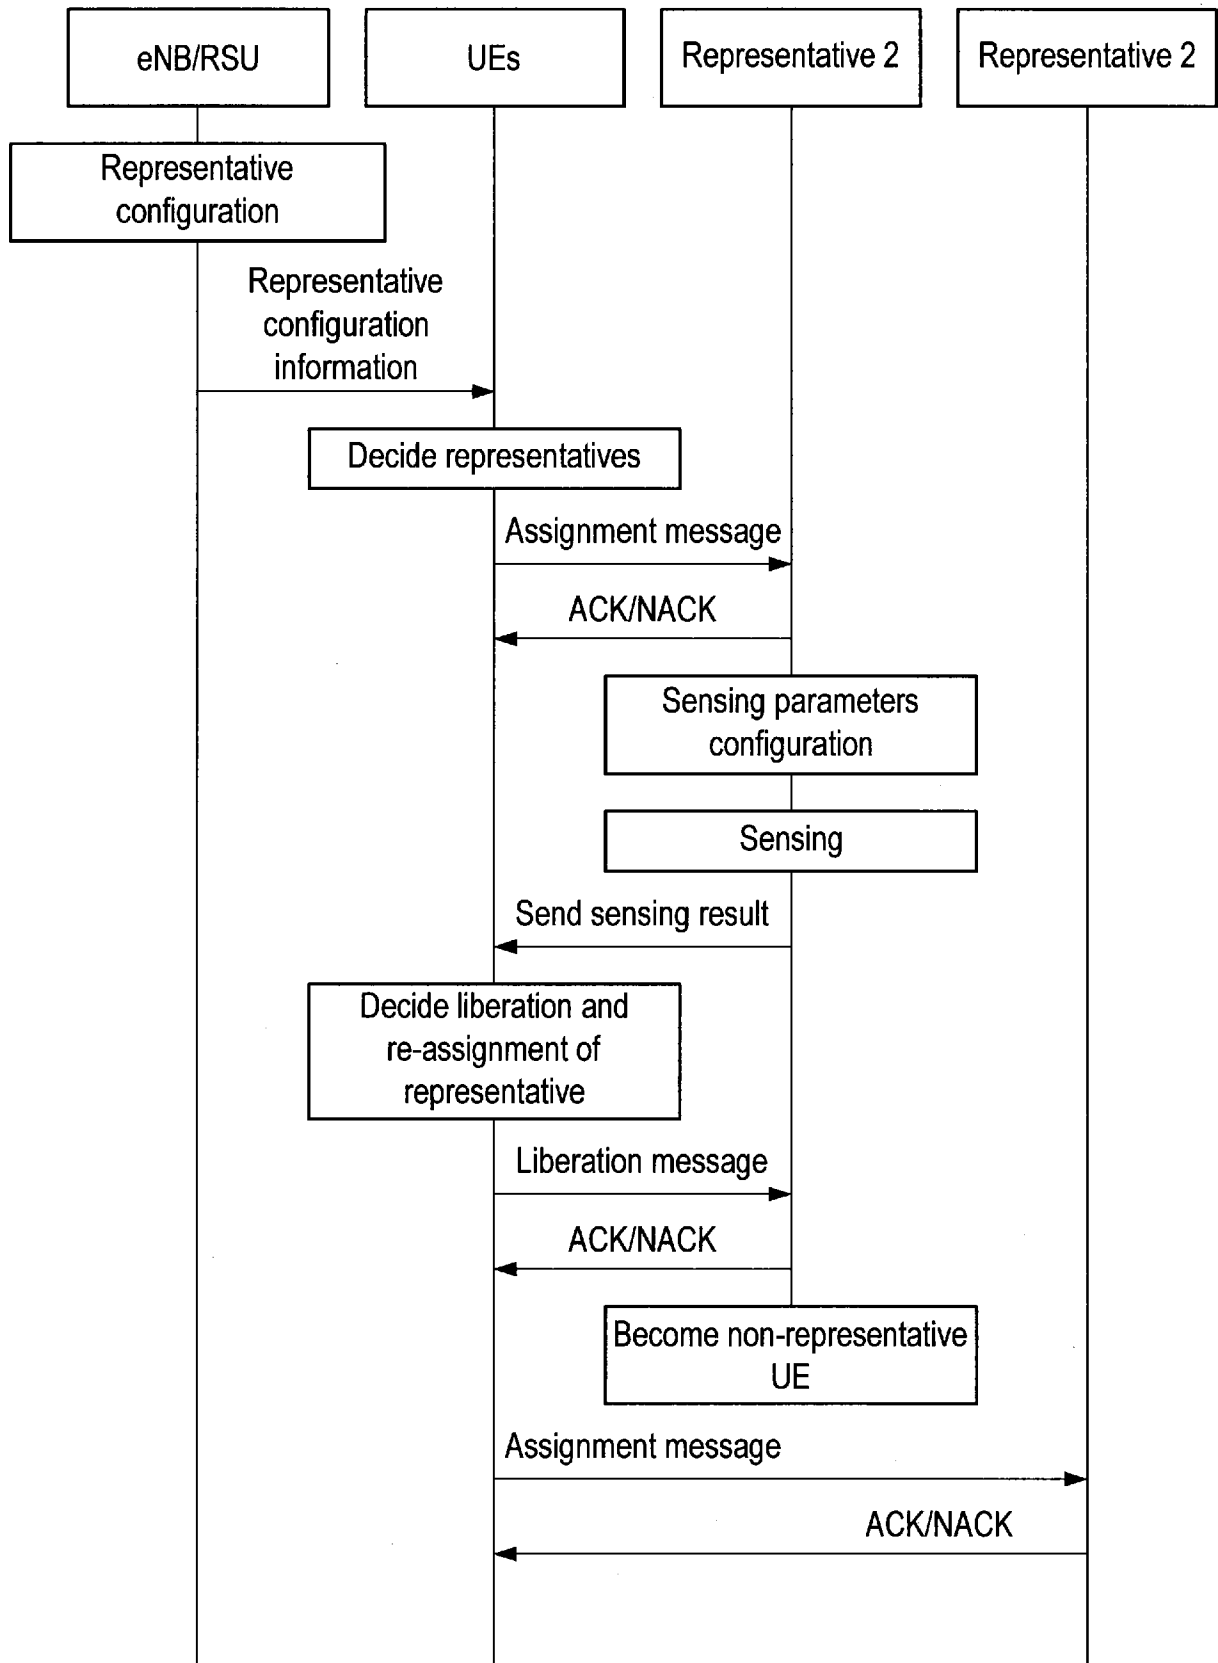 eNB/RSU
UEs
Representative 2
Representative 2
Representative
configuration
Representative
configuration
information
Decide representatives
Assignment message
ACK/NACK
Sensing parameters
configuration
Sensing
Send sensing result
Decide liberation and
re-assignment of
representative
Liberation message
ACK/NACK
Become non-representative
UE
Assignment message
ACK/NACK